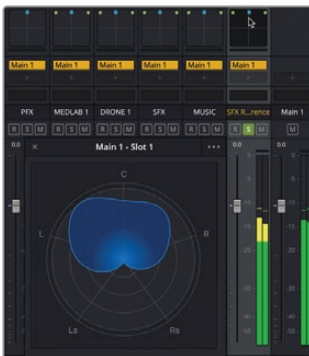 Main 1 Main 1 Main 1 Main 1 Main 1 Main 1
+ + + + + + +
PFX MEDLAB 1 DRONE 1 SFX MUSIC SFX R...rence Main 1
R S M R S M R S M R S M R S M R S M M
0.0 × Main 1 - Slot 1 ••• 0.0 0.0
C
L R
Ls Rs
0
-5
-10
-15
-20
-30
-40
-50